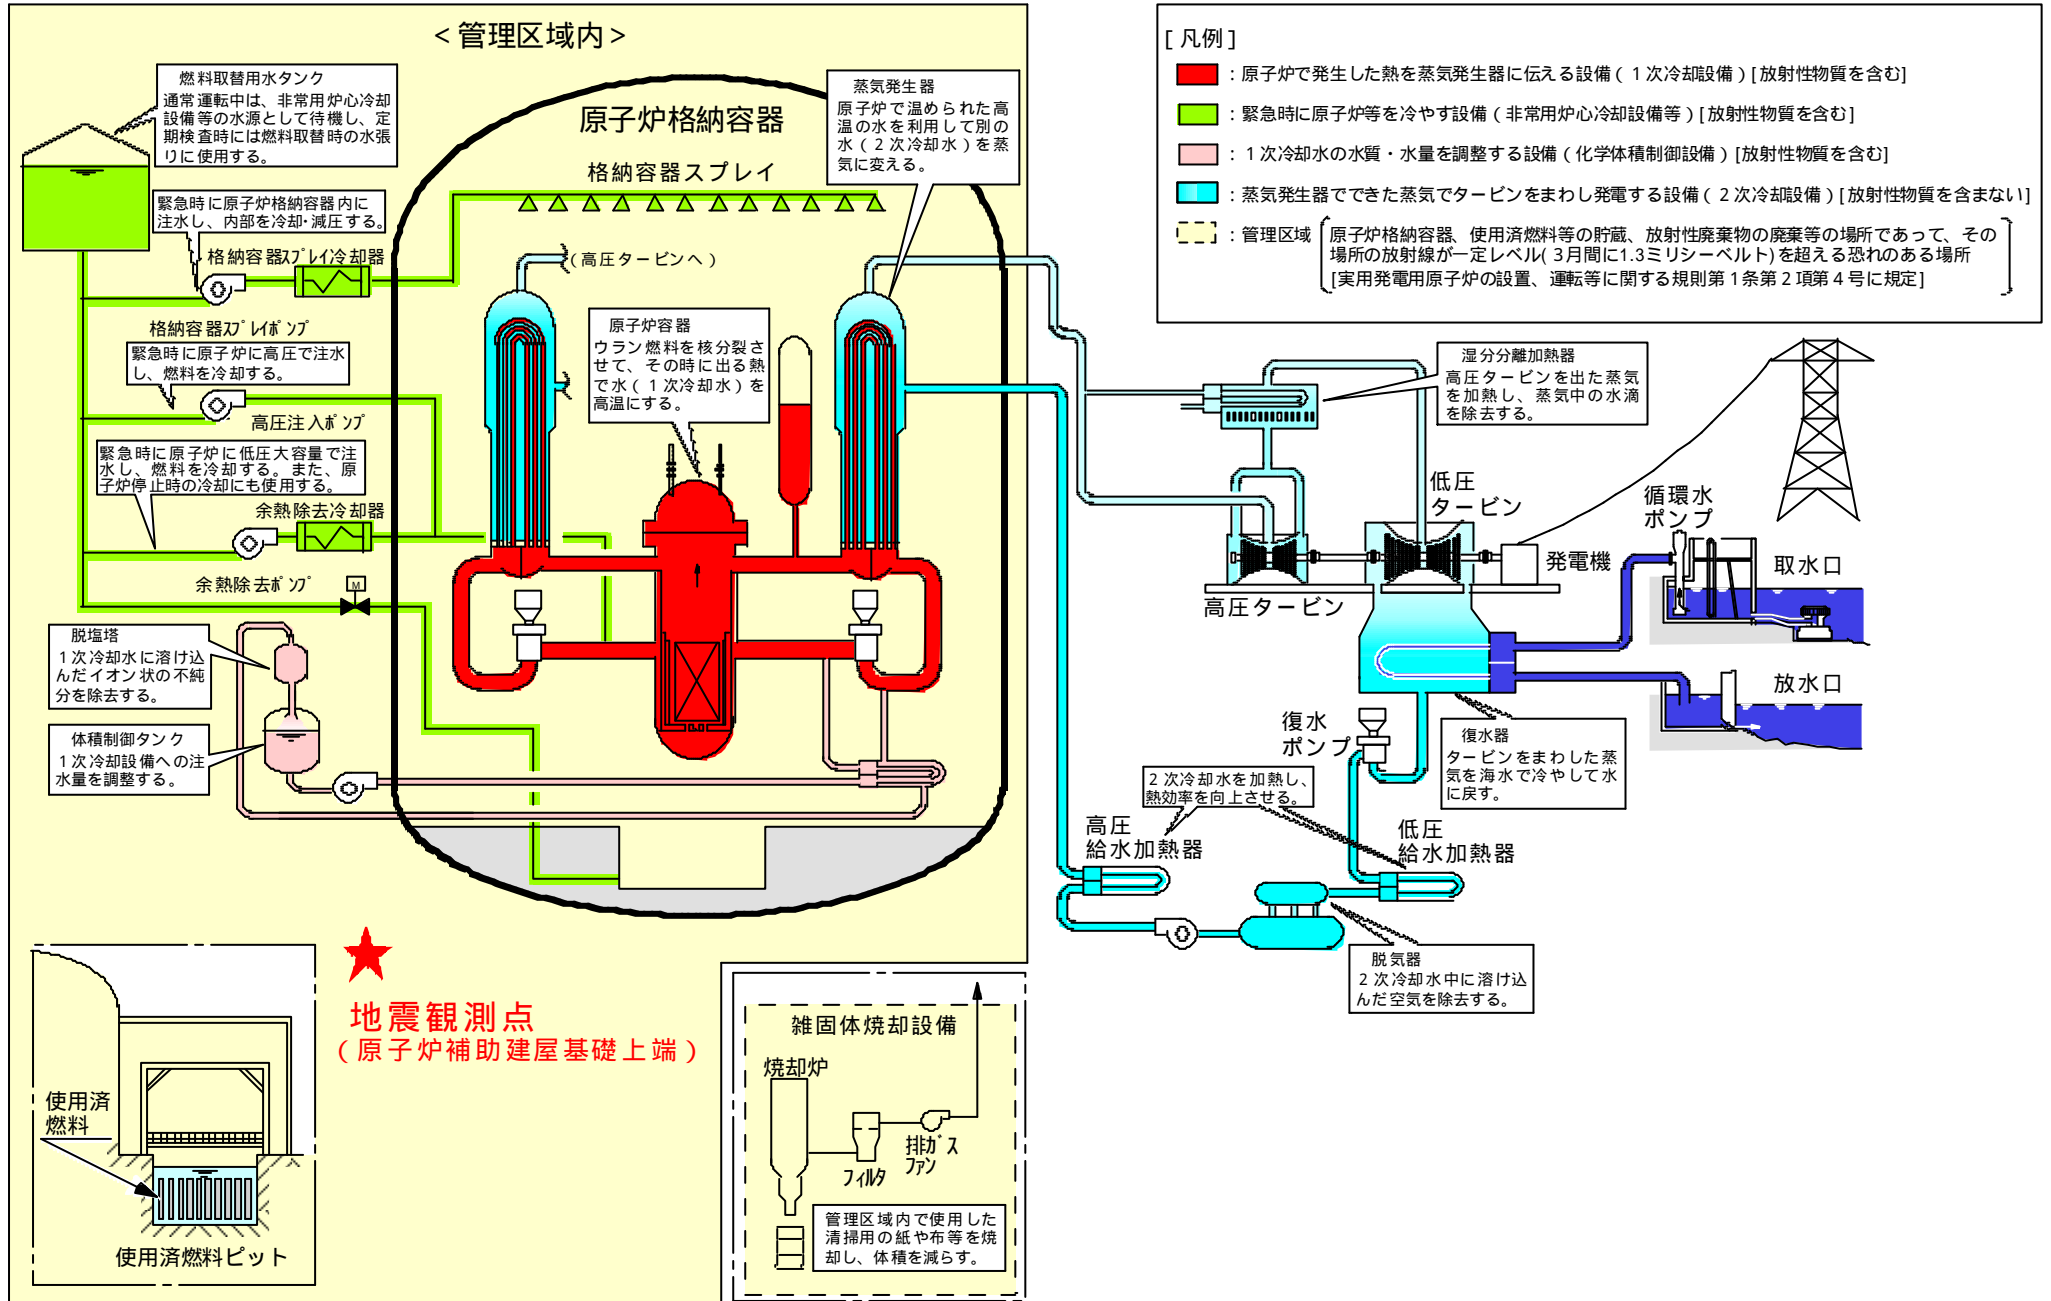 ＜管理区域内＞
燃料取替用水タンク
通常運転中は、非常用炉心冷却
設備等の水源として待機し、定
期検査時には燃料取替時の水張
りに使用する。
原子炉格納容器
格納容器スプレイ
蒸気発生器
原子炉で温められた高
温の水を利用して別の
水（２次冷却水）を蒸
気に変える。
緊急時に原子炉格納容器内に
注水し、内部を冷却・減圧する。
格納容器ｽﾌﾟﾚｲ冷却器
（高圧タービンへ）
格納容器ｽﾌﾟﾚｲﾎﾟﾝﾌﾟ
緊急時に原子炉に高圧で注水
し、燃料を冷却する。
高圧注入ﾎﾟﾝﾌﾟ
原子炉容器
ウラン燃料を核分裂さ
せて、その時に出る熱
で水（１次冷却水）を
高温にする。
緊急時に原子炉に低圧大容量で注
水し、燃料を冷却する。また、原
子炉停止時の冷却にも使用する。
余熱除去冷却器
余熱除去ﾎﾟﾝﾌﾟ
M
脱塩塔
１次冷却水に溶け込
んだイオン状の不純
分を除去する。
体積制御タンク
１次冷却設備への注
水量を調整する。
[凡例]
：原子炉で発生した熱を蒸気発生器に伝える設備（１次冷却設備）[放射性物質を含む]
：緊急時に原子炉等を冷やす設備（非常用炉心冷却設備等）[放射性物質を含む]
：１次冷却水の水質・水量を調整する設備（化学体積制御設備）[放射性物質を含む]
：蒸気発生器でできた蒸気でタービンをまわし発電する設備（２次冷却設備）[放射性物質を含まない]
：管理区域
原子炉格納容器、使用済燃料等の貯蔵、放射性廃棄物の廃棄等の場所であって、その
場所の放射線が一定レベル(３月間に1.3ミリシーベルト)を超える恐れのある場所
[実用発電用原子炉の設置、運転等に関する規則第１条第２項第４号に規定]
湿分分離加熱器
高圧タービンを出た蒸気
を加熱し、蒸気中の水滴
を除去する。
低圧
タービン
発電機
高圧タービン
循環水
ポンプ
取水口
放水口
復水
ポンプ
復水器
タービンをまわした蒸
気を海水で冷やして水
に戻す。
２次冷却水を加熱し、
熱効率を向上させる。
高圧
給水加熱器
低圧
給水加熱器
脱気器
２次冷却水中に溶け込
んだ空気を除去する。
地震観測点
（原子炉補助建屋基礎上端）
使用済
燃料
使用済燃料ピット
雑固体焼却設備
焼却炉
フィルタ
排ｶﾞｽ
ﾌｧﾝ
管理区域内で使用した
清掃用の紙や布等を焼
却し、体積を減らす。